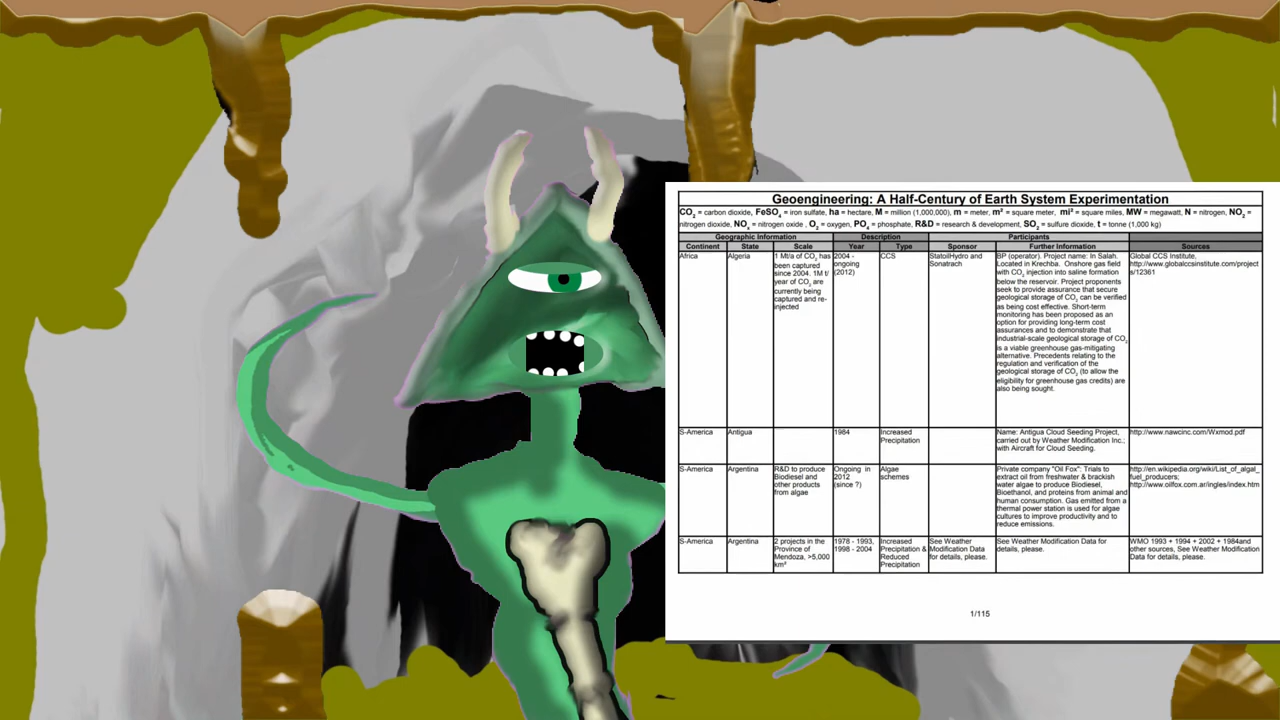 Geoengineering: A Half-Century of Earth System Experimentation
CO2 = carbon dioxide, FeSO4 = iron sulfate, ha = hectare, M = million (1,000,000), m = meter, m² = square meter, mi² = square miles, MW = megawatt, N = nitrogen, NO2 =
nitrogen dioxide, NOx = nitrogen oxide , O2 = oxygen, PO4 = phosphate, R&D = research & development, SO2 = sulfure dioxide, t = tonne (1,000 kg)
Geographic Information Description Participants
Continent State Scale Year Type Sponsor Further Information Sources
Africa
Algeria
1 Mt/a of CO2 has
been captured
since 2004. 1M t/
year of CO2 are
currently being
captured and re-
injected
2004 -
ongoing
(2012)
CCS
StatoilHydro and
Sonatrach
BP (operator). Project name: In Salah.
Located in Krechba. Onshore gas field
with CO2 injection into saline formation
below the reservoir. Project proponents
seek to provide assurance that secure
geological storage of CO2 can be verified
as being cost effective. Short-term
monitoring has been proposed as an
option for providing long-term cost
assurances and to demonstrate that
industrial-scale geological storage of CO2
is a viable greenhouse gas-mitigating
alternative. Precedents relating to the
regulation and verification of the
geological storage of CO2 (to allow the
eligibility for greenhouse gas credits) are
also being sought.
Global CCS Institute,
http://www.globalccsinstitute.com/project
s/12361
S-America
Antigua
1984
Increased
Precipitation
Name: Antigua Cloud Seeding Project,
carried out by Weather Modification Inc.;
with Aircraft for Cloud Seeding.
http://www.nawcinc.com/Wxmod.pdf
S-America
Argentina
R&D to produce
Biodiesel and
other products
from algae
Ongoing in
2012
(since ?)
Algae
schemes
Private company "Oil Fox": Trials to
extract oil from freshwater & brackish
water algae to produce Biodiesel,
Bioethanol, and proteins from animal and
human consumption. Gas emitted from a
thermal power station is used for algae
cultures to improve productivity and to
reduce emissions.
http://en.wikipedia.org/wiki/List_of_algal_
fuel_producers;
http://www.oilfox.com.ar/ingles/index.htm
S-America
Argentina
2 projects in the
Province of
Mendoza, >5,000
km²
1978 - 1993,
1998 - 2004
Increased
Precipitation &
Reduced
Precipitation
See Weather
Modification Data
for details, please.
See Weather Modification Data for
details, please.
WMO 1993 + 1994 + 2002 + 1984and
other sources, See Weather Modification
Data for details, please.
1/115